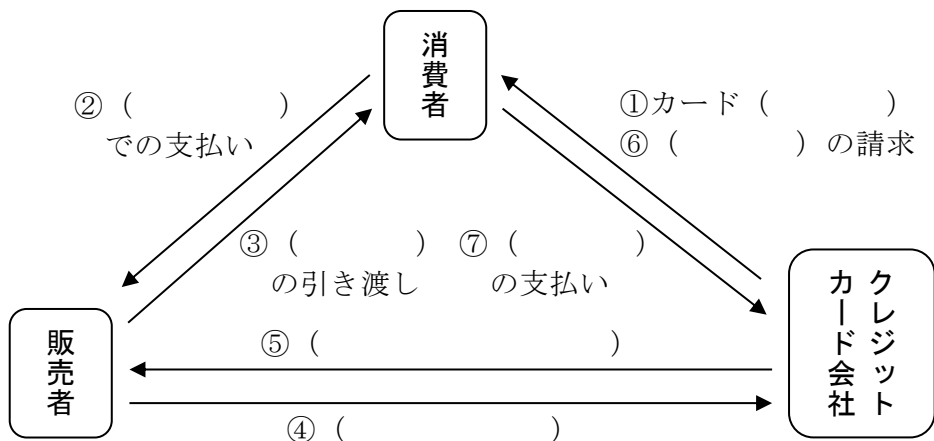 消費者
②（　　　　）
での支払い
①カード（　　　　）
⑥（　　　　）の請求
③（　　　　）
の引き渡し
⑦（　　　　）
の支払い
クレジット
カード会社
販売者
⑤（　　　　　　　　　　）
④（　　　　　　　）